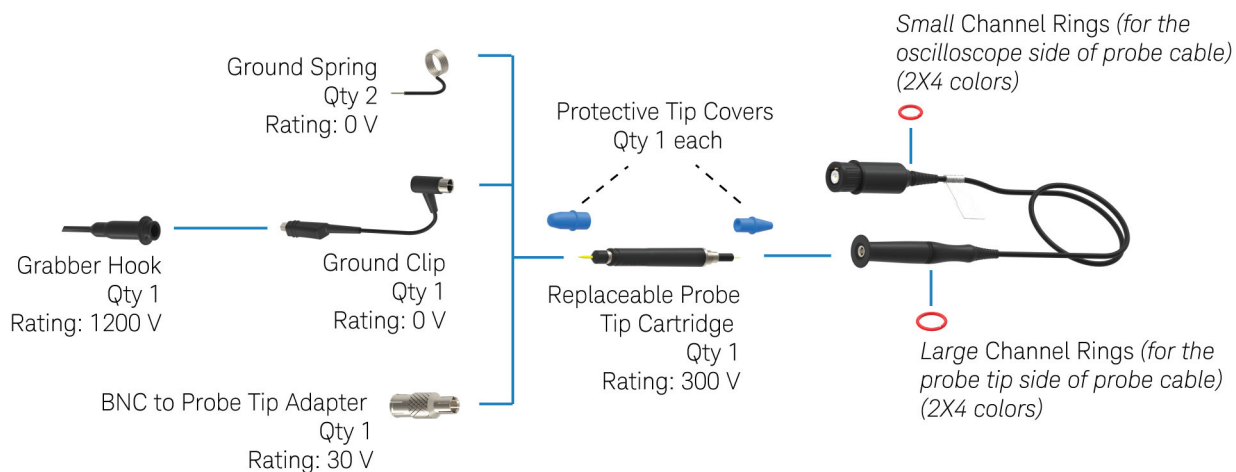 Ground Spring
Qty 2
Rating: 0 V
Grabber Hook
Qty 1
Rating: 1200 V
Ground Clip
Qty 1
Rating: 0 V
BNC to Probe Tip Adapter
Qty 1
Rating: 30 V
Protective Tip Covers
Qty 1 each
Replaceable Probe
Tip Cartridge
Qty 1
Rating: 300 V
Small Channel Rings (for the
oscilloscope side of probe cable)
(2X4 colors)
Large Channel Rings (for the
probe tip side of probe cable)
(2X4 colors)